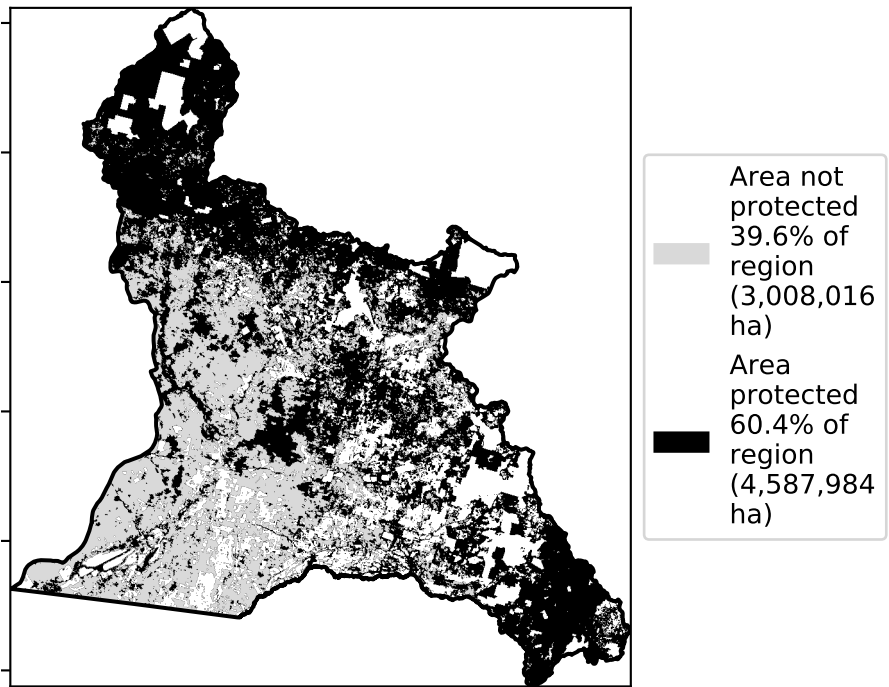 Area not
protected
39.6% of
region
(3,008,016
ha)
Area
protected
60.4% of
region
(4,587,984
ha)